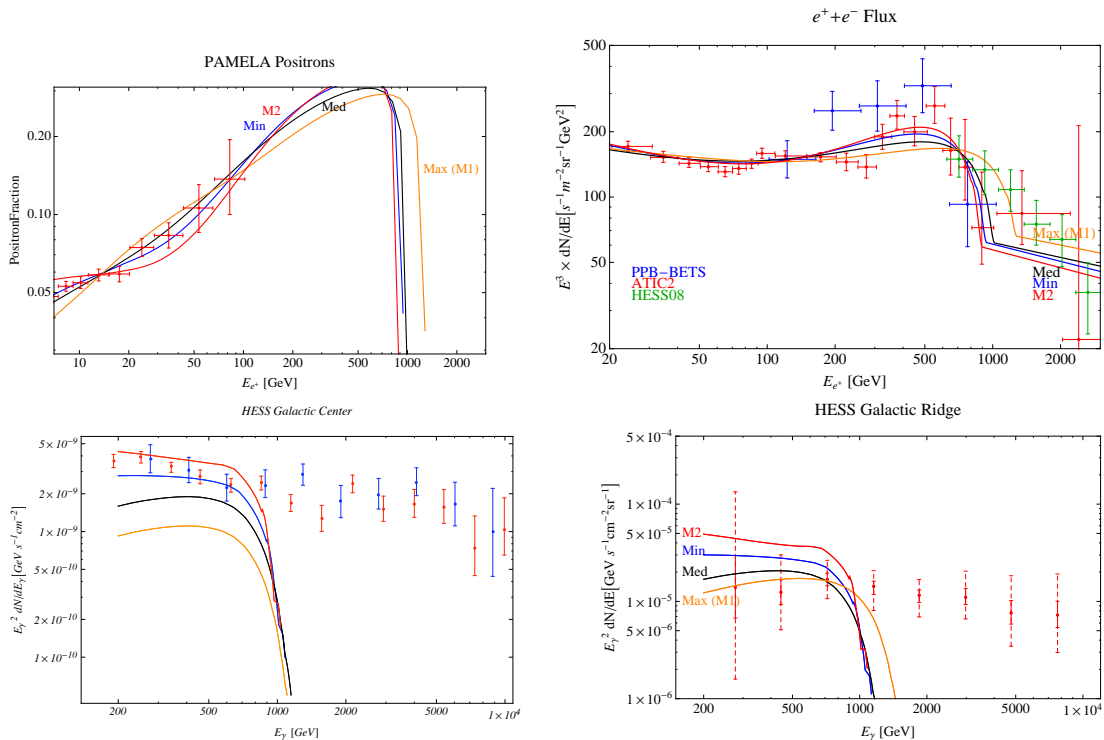 PAMELA Positrons
PositronFraction
0.20
0.10
0.05
M2
Min
Med
Max (M1)
10 20 50 100 200 500 1000 2000
E_{e^+} [GeV]
e⁺+e⁻ Flux
E³ × dN/dE[s⁻¹m⁻²sr⁻¹GeV²]
500
200
100
50
20
PPB−BETS
ATIC2
HESS08
Max (M1)
Med
Min
M2
20 50 100 200 500 1000 2000
E_{e^+} [GeV]
HESS Galactic Center
E_γ² dN/dE_γ[GeV s⁻¹cm⁻²]
5×10⁻⁹
2×10⁻⁹
1×10⁻⁹
5×10⁻¹⁰
2×10⁻¹⁰
1×10⁻¹⁰
200 500 1000 2000 5000 1×10⁴
E_γ [GeV]
HESS Galactic Ridge
E_γ² dN/dE[GeV s⁻¹cm⁻²sr⁻¹]
5×10⁻⁴
1×10⁻⁴
5×10⁻⁵
1×10⁻⁵
5×10⁻⁶
1×10⁻⁶
M2
Min
Med
Max (M1)
200 500 1000 2000 5000 1×10⁴
E_γ [GeV]